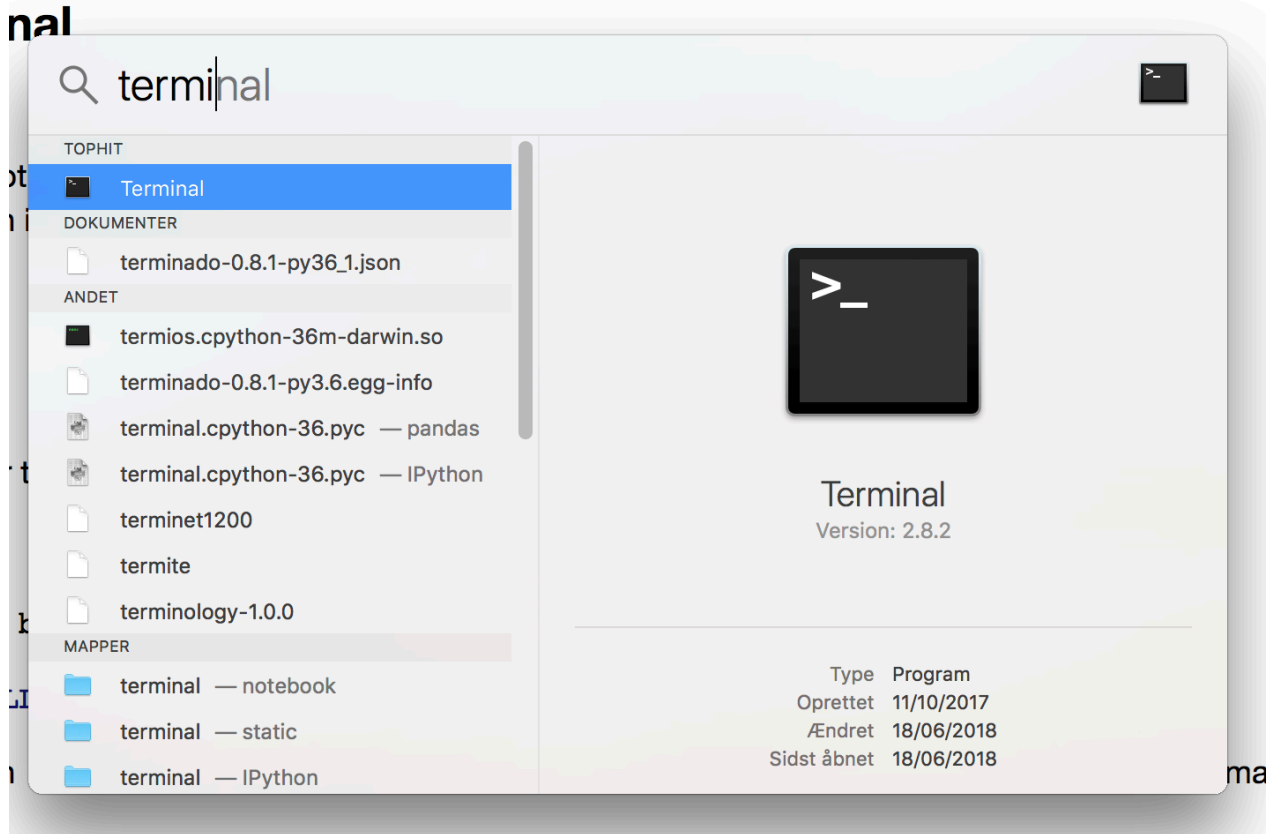 nal
terminal
TOPHIT
Terminal
DOKUMENTER
terminado-0.8.1-py36_1.json
ANDET
termios.cpython-36m-darwin.so
terminado-0.8.1-py3.6.egg-info
terminal.cpython-36.pyc — pandas
terminal.cpython-36.pyc — IPython
terminet1200
termite
terminology-1.0.0
MAPPER
terminal — notebook
terminal — static
terminal — IPython
>_
Terminal
Version: 2.8.2
Type Program
Oprettet 11/10/2017
Ændret 18/06/2018
Sidst åbnet 18/06/2018